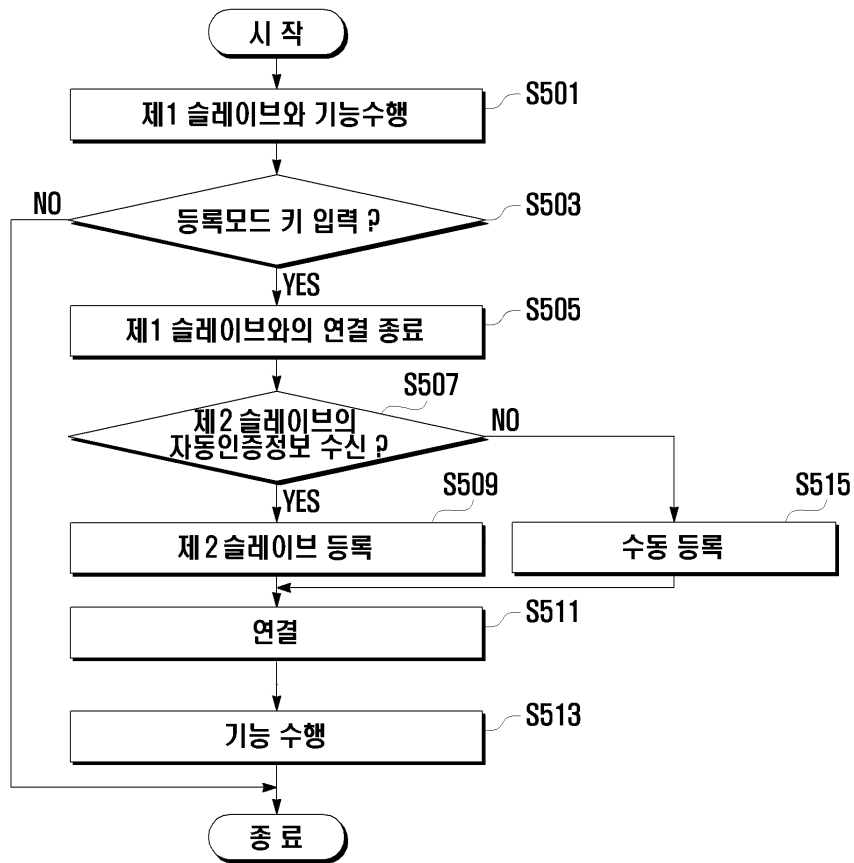 시 작
제1 슬레이브와 기능수행
S501
등록모드 키 입력 ?
S503
NO
YES
제1 슬레이브와의 연결 종료
S505
제2 슬레이브의
자동인증정보 수신 ?
S507
NO
YES
제2 슬레이브 등록
S509
수동 등록
S515
연결
S511
기능 수행
S513
종 료